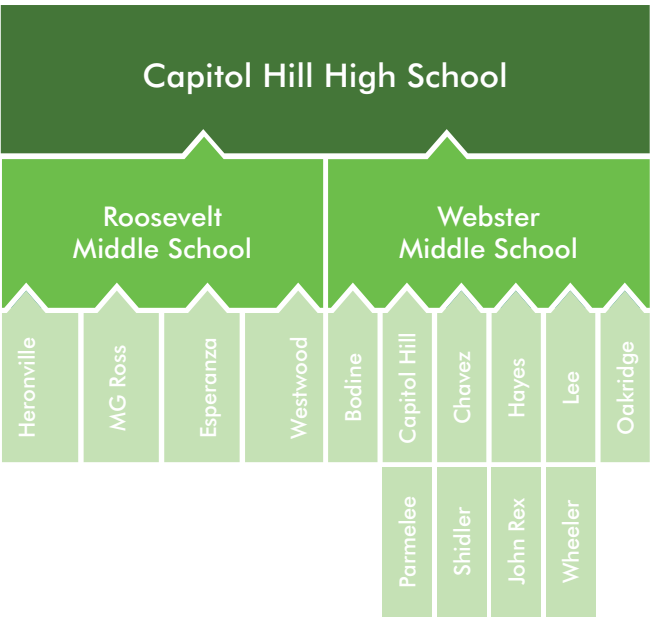 Capitol Hill High School
Roosevelt
Middle School
Webster
Middle School
Heronville
MG Ross
Esperanza
Westwood
Bodine
Capitol Hill
Chavez
Hayes
Lee
Oakridge
Parmelee
Shidler
John Rex
Wheeler